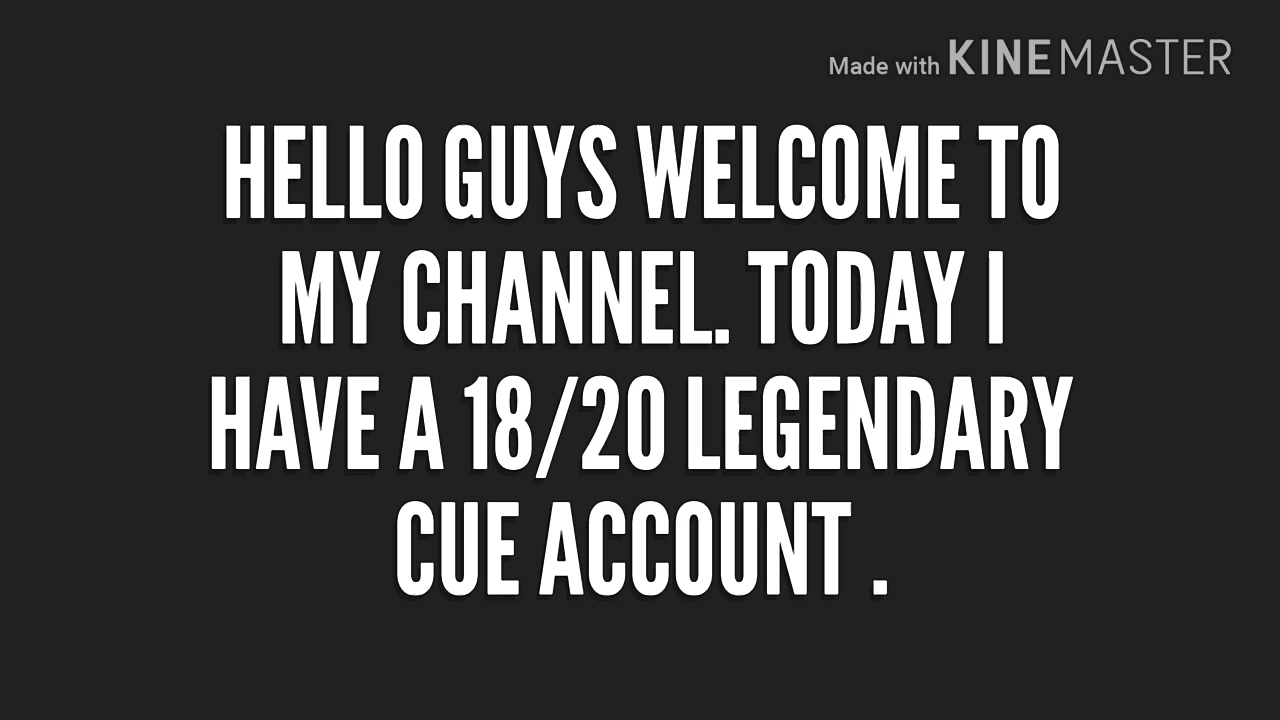 Made with KINEMASTER
HELLO GUYS WELCOME TO
MY CHANNEL. TODAY I
HAVE A 18/20 LEGENDARY
CUE ACCOUNT .